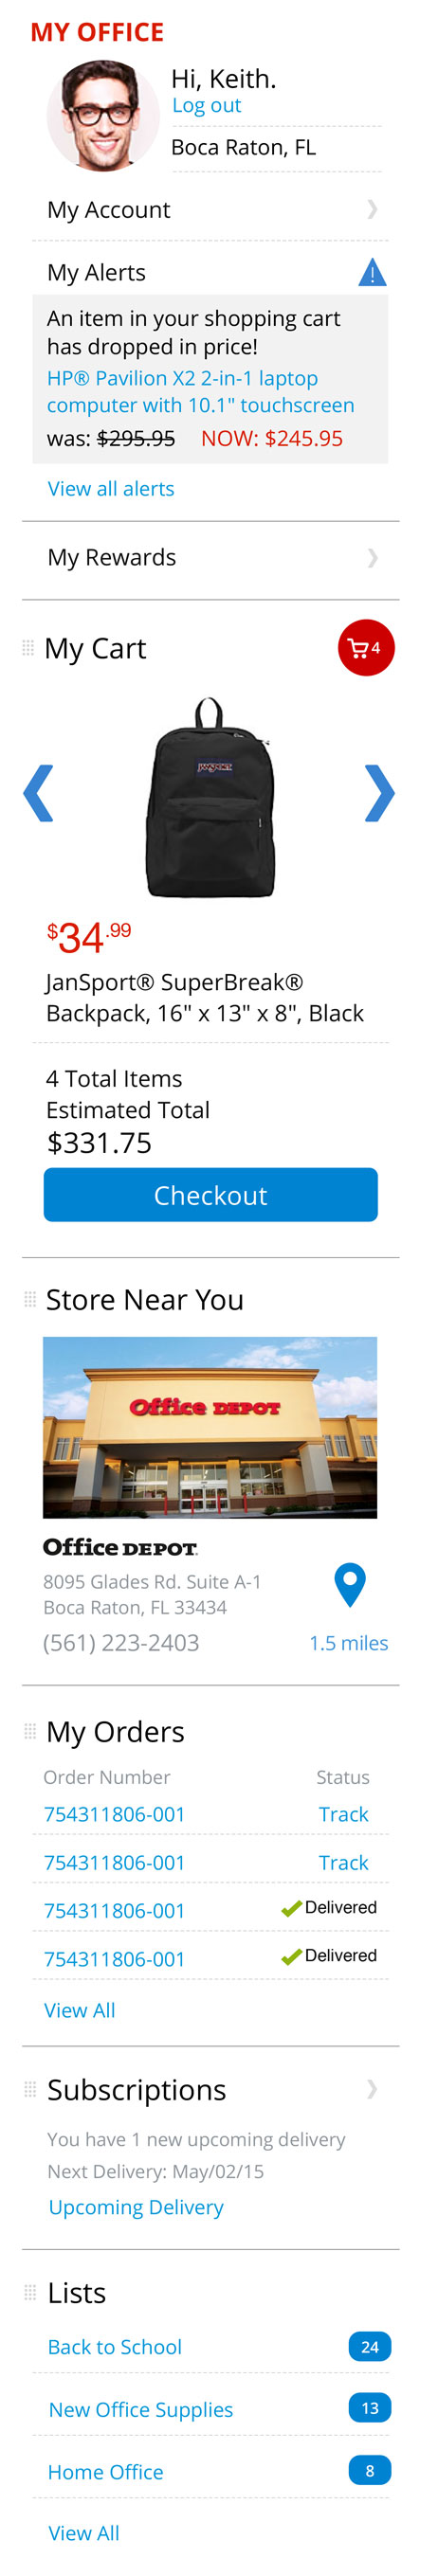 MY OFFICE
Hi, Keith.
Log out
Boca Raton, FL
My Account
My Alerts
An item in your shopping cart
has dropped in price!
HP® Pavilion X2 2-in-1 laptop
computer with 10.1" touchscreen
was: $295.95 NOW: $245.95
View all alerts
My Rewards
My Cart
4
JANSPORT
$34.99
JanSport® SuperBreak®
Backpack, 16" x 13" x 8", Black
4 Total Items
Estimated Total
$331.75
Checkout
Store Near You
Office DEPOT
Office DEPOT.
8095 Glades Rd. Suite A-1
Boca Raton, FL 33434
(561) 223-2403 1.5 miles
My Orders
Order Number Status
754311806-001 Track
754311806-001 Track
754311806-001 Delivered
754311806-001 Delivered
View All
Subscriptions
You have 1 new upcoming delivery
Next Delivery: May/02/15
Upcoming Delivery
Lists
Back to School 24
New Office Supplies 13
Home Office 8
View All